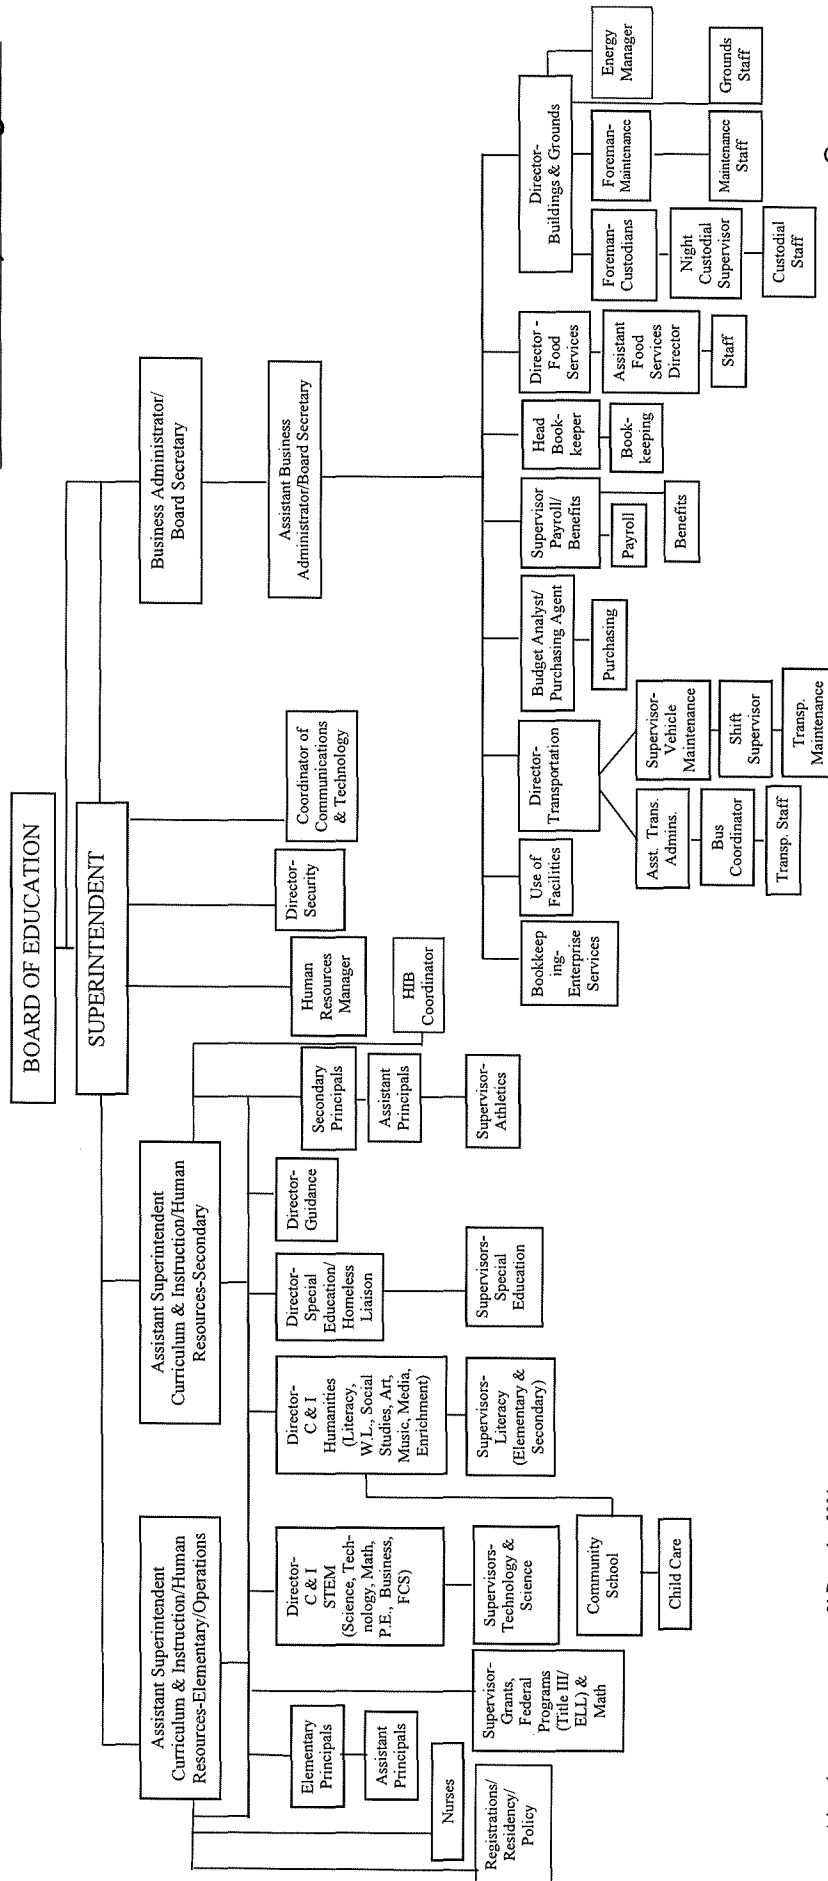 BOARD OF EDUCATION
SUPERINTENDENT
Assistant Superintendent
Curriculum & Instruction/Human
Resources-Elementary/Operations
Assistant Superintendent
Curriculum & Instruction/Human
Resources-Secondary
Business Administrator/
Board Secretary
Assistant Business
Administrator/Board Secretary
Human
Resources
Manager
Director-
Security
Coordinator of
Communications
& Technology
HIB
Coordinator
Elementary
Principals
Assistant
Principals
Nurses
Registrations/
Residency/
Policy
Supervisor-
Grants,
Federal
Programs
(Title III/
ELL) &
Math
Director-
C & I
STEM
(Science, Tech-
nology, Math,
P.E., Business,
FCS)
Supervisors-
Technology &
Science
Director-
C & I
Humanities
(Literacy,
W.L., Social
Studies, Art,
Music, Media,
Enrichment)
Supervisors-
Literacy
(Elementary &
Secondary)
Community
School
Child Care
Director-
Special
Education/
Homeless
Liaison
Supervisors-
Special
Education
Director-
Guidance
Secondary
Principals
Assistant
Principals
Supervisor-
Athletics
Bookkeep
ing-
Enterprise
Services
Use of
Facilities
Director-
Transportation
Asst. Trans.
Admins.
Bus
Coordinator
Transp. Staff
Supervisor-
Vehicle
Maintenance
Shift
Supervisor
Transp.
Maintenance
Budget Analyst/
Purchasing Agent
Purchasing
Supervisor
Payroll/
Benefits
Payroll
Benefits
Head
Book-
keeper
Book-
keeping
Director -
Food
Services
Assistant
Food
Services
Director
Staff
Director-
Buildings & Grounds
Foreman-
Custodians
Night
Custodial
Supervisor
Custodial
Staff
Foreman-
Maintenance
Maintenance
Staff
Energy
Manager
Grounds
Staff